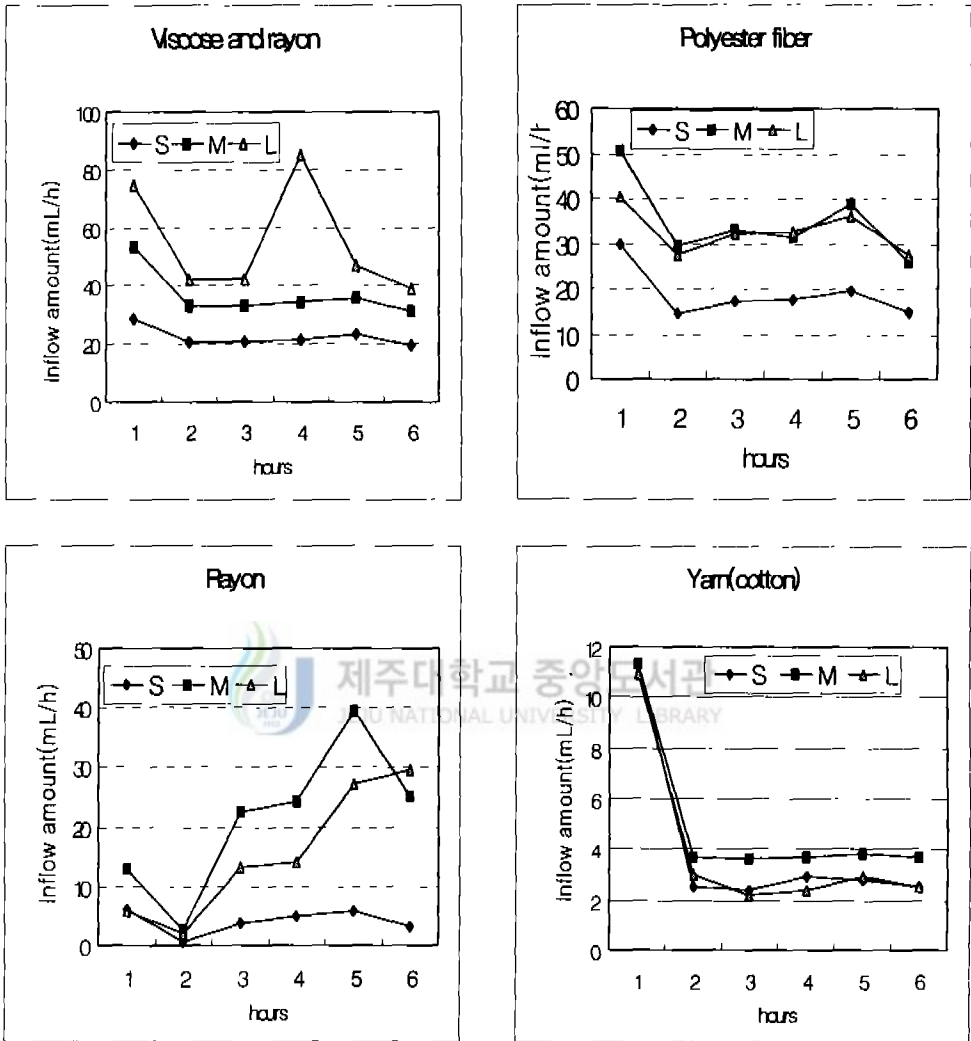 Viscose and rayon
100
80
60
40
20
0
S M L
Inflow amount(mL/h)
1 2 3 4 5 6
hours
Polyester fiber
60
50
40
30
20
10
0
S M L
Inflow amount(ml/h
1 2 3 4 5 6
hours
Rayon
50
40
30
20
10
0
S M L
Inflow amount(mL/h)
1 2 3 4 5 6
hours
Yarn(cotton)
12
10
8
6
4
2
0
S M L
Inflow amount(mL/h)
1 2 3 4 5 6
hours
제주대학교 중앙도서관
JEJU NATIONAL UNIVERSITY LIBRARY
JEJU
1952